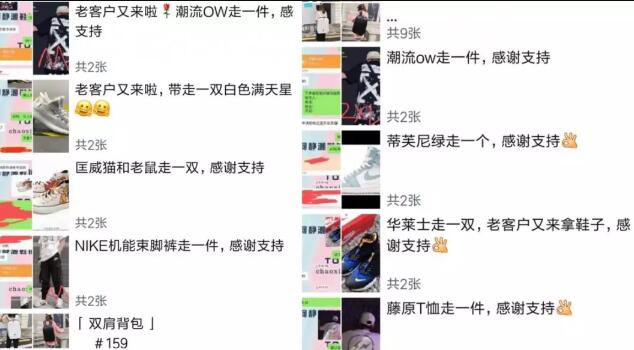 老客户又来啦🌹潮流OW走一件，感
支持
共2张
老客户又来啦，带走一双白色满天星
🤗🤗
共2张
匡威猫和老鼠走一双，感谢支持
共2张
NIKE机能束脚裤走一件，感谢支持
共2张
「 双肩背包 」
#159
...
共9张
潮流ow走一件，感谢支持
共2张
蒂芙尼绿走一个，感谢支持👌
共2张
华莱士走一双，老客户又来拿鞋子，感
谢支持👌
共2张
藤原T恤走一件，感谢支持👌